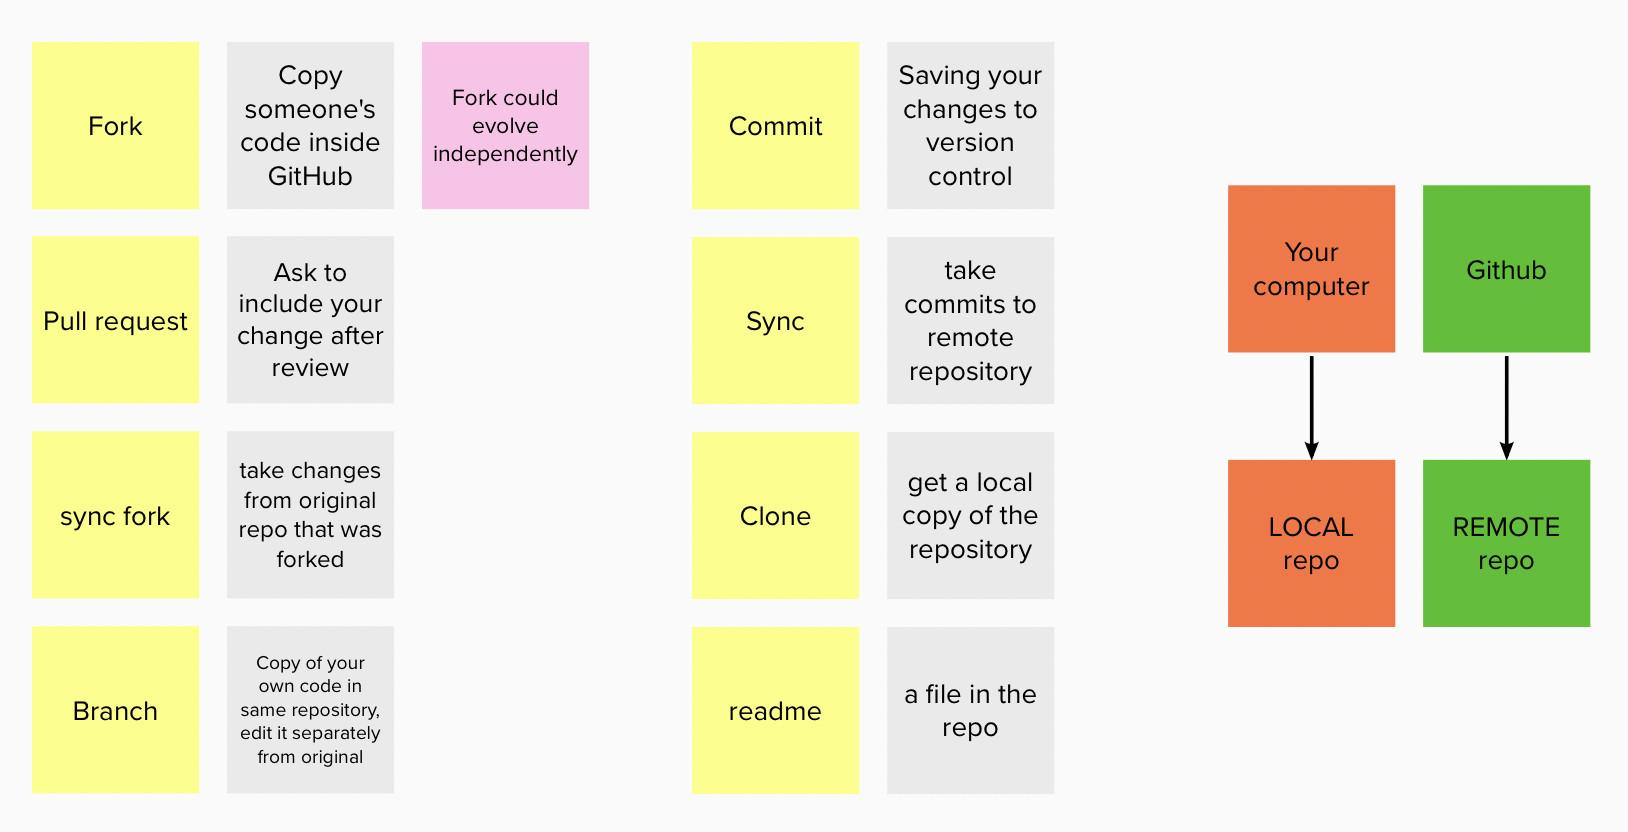 Fork
Copy
someone's
code inside
GitHub
Fork could
evolve
independently
Pull request
Ask to
include your
change after
review
sync fork
take changes
from original
repo that was
forked
Branch
Copy of your
own code in
same repository,
edit it separately
from original
Commit
Saving your
changes to
version
control
Sync
take
commits to
remote
repository
Clone
get a local
copy of the
repository
readme
a file in the
repo
Your
computer
Github
LOCAL
repo
REMOTE
repo